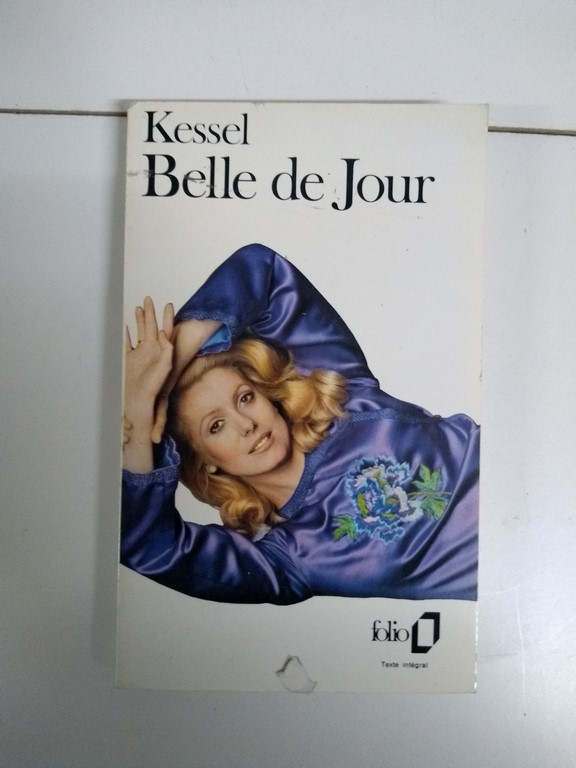 Kessel
Belle de Jour
folio
Texte intégral